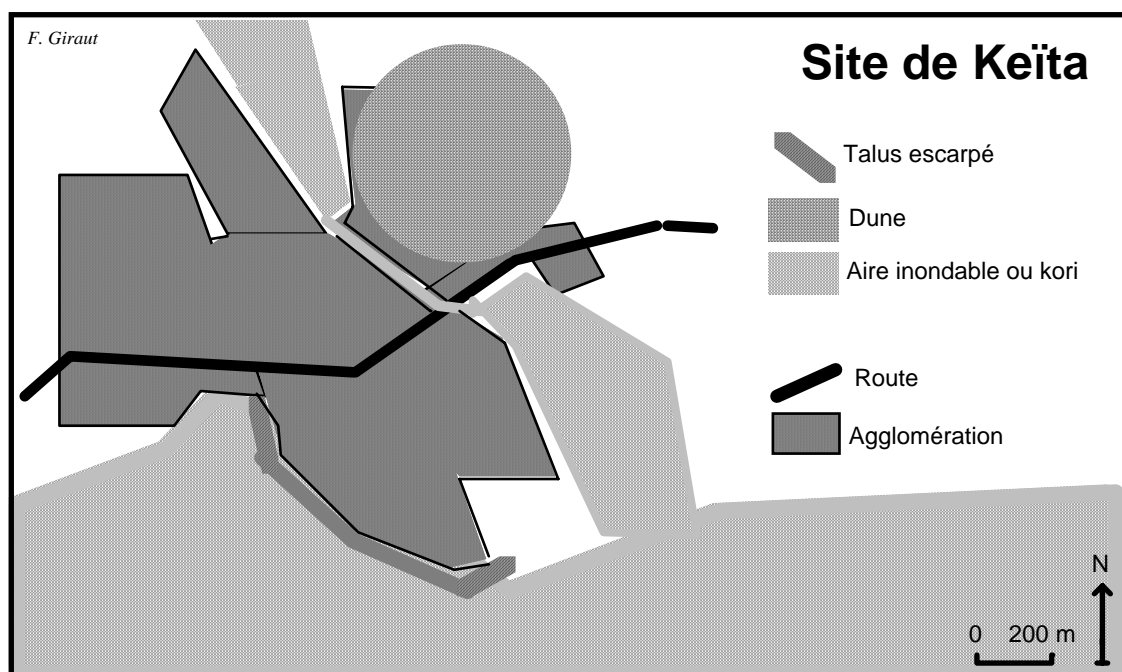 F. Giraut
Site de Keïta
Talus escarpé
Dune
Aire inondable ou kori
Route
Agglomération
N
0 200 m